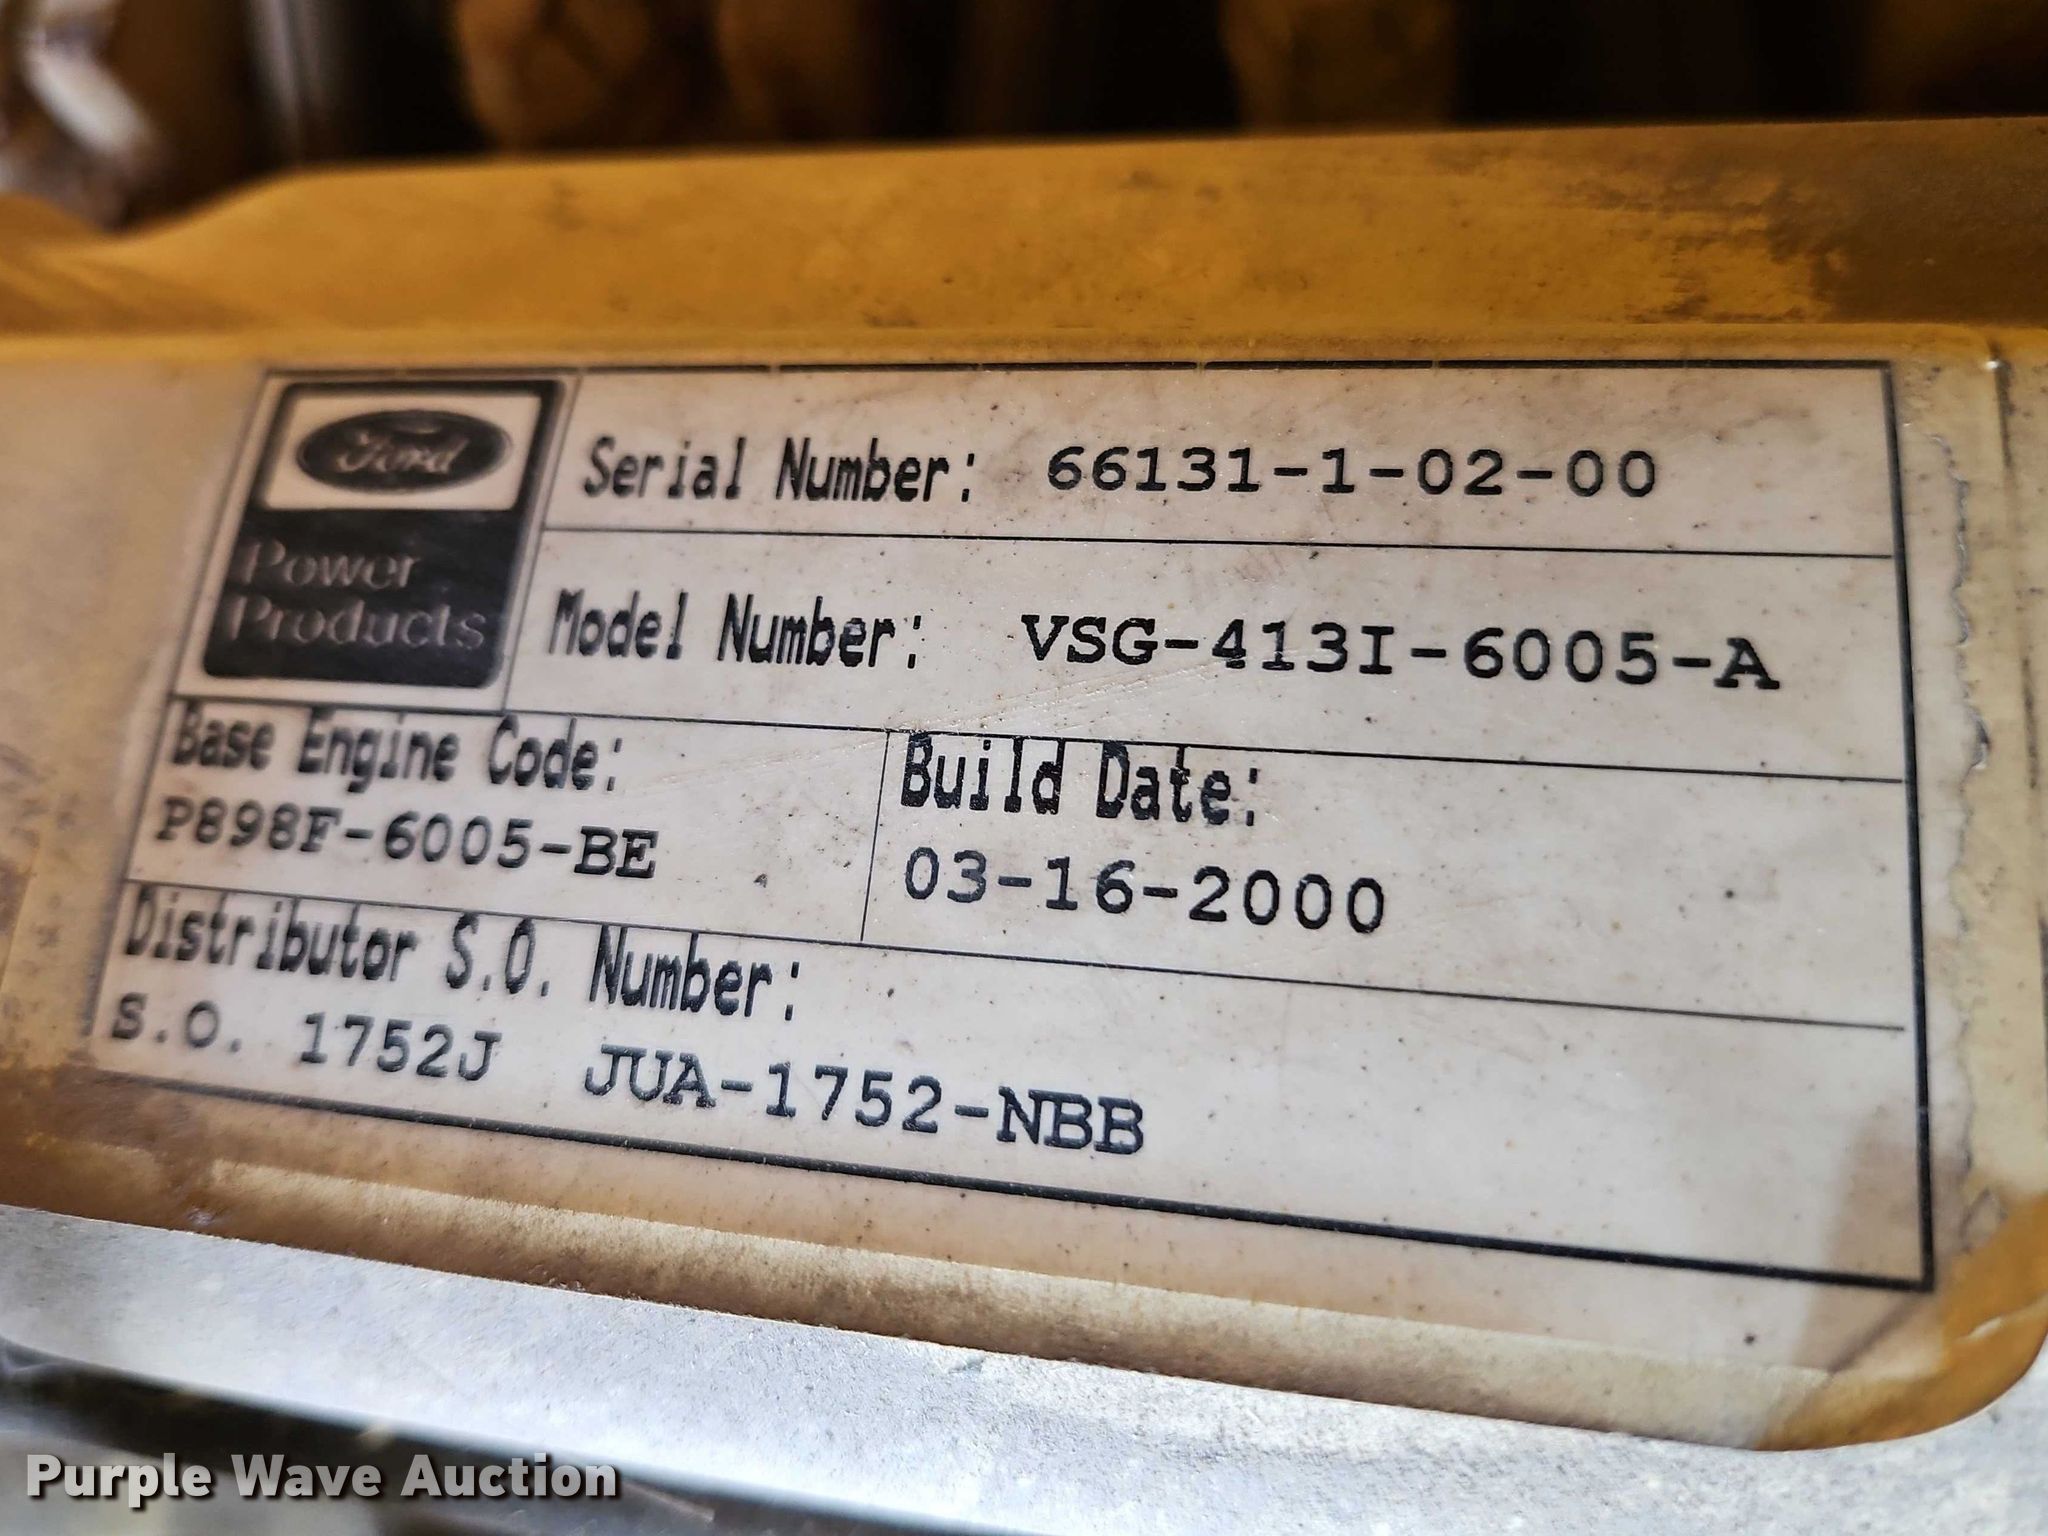 Ford
Power
Products
Serial Number: 66131-1-02-00
Model Number: VSG-413I-6005-A
Base Engine Code:
P898F-6005-BE
Build Date:
03-16-2000
Distributor S.O. Number:
S.O. 1752J JUA-1752-NBB
Purple Wave Auction